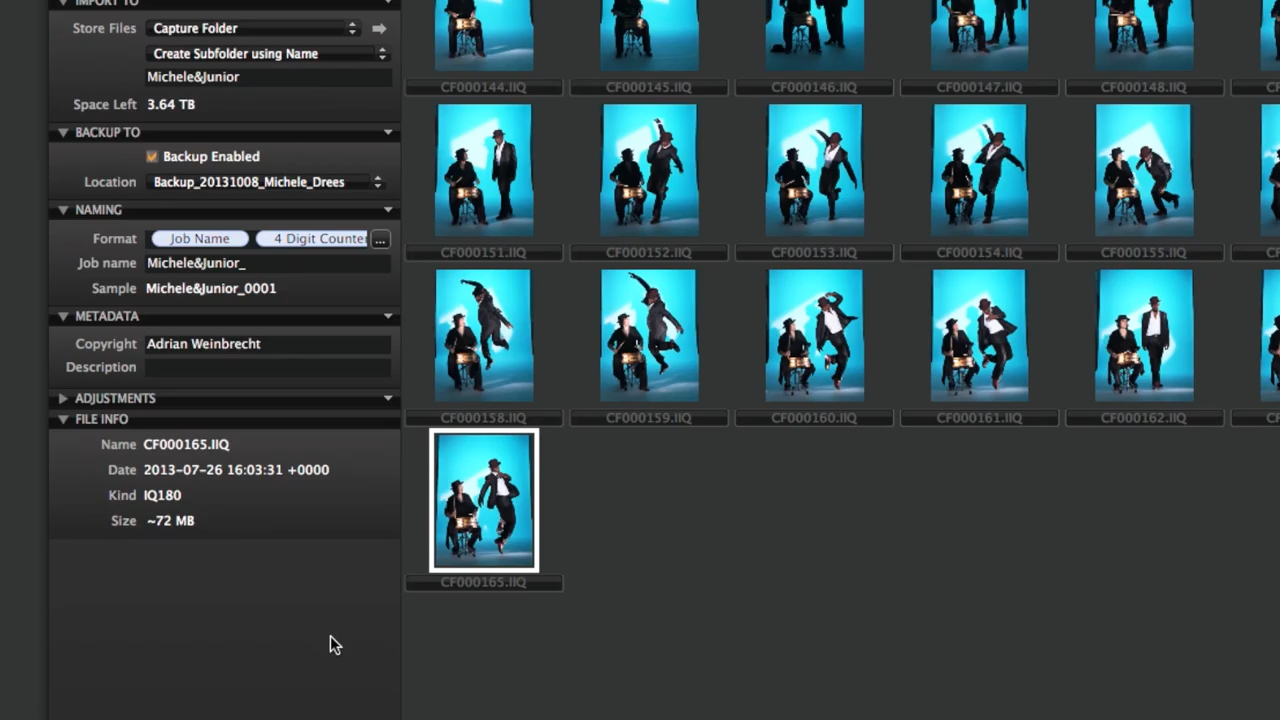 IMPORT TO
Store Files Capture Folder
Create Subfolder using Name
Michele&Junior
Space Left 3.64 TB
BACKUP TO
Backup Enabled
Location Backup_20131008_Michele_Drees
NAMING
Format Job Name 4 Digit Counter ...
Job name Michele&Junior_
Sample Michele&Junior_0001
METADATA
Copyright Adrian Weinbrecht
Description
ADJUSTMENTS
FILE INFO
Name CF000165.IIQ
Date 2013-07-26 16:03:31 +0000
Kind IQ180
Size ~72 MB
CF000144.IIQ CF000145.IIQ CF000146.IIQ CF000147.IIQ CF000148.IIQ
CF000151.IIQ CF000152.IIQ CF000153.IIQ CF000154.IIQ CF000155.IIQ
CF000158.IIQ CF000159.IIQ CF000160.IIQ CF000161.IIQ CF000162.IIQ
CF000165.IIQ